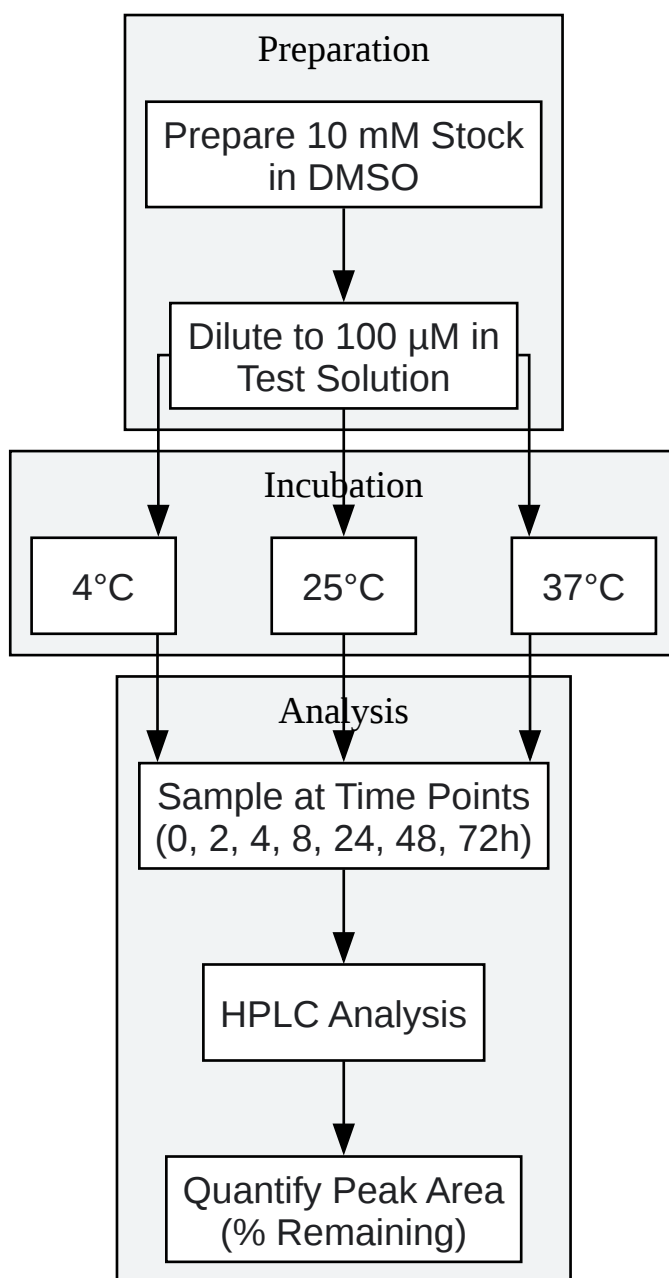 Preparation
Prepare 10 mM Stock
in DMSO
Dilute to 100 µM in
Test Solution
Incubation
4°C
25°C
37°C
Analysis
Sample at Time Points
(0, 2, 4, 8, 24, 48, 72h)
HPLC Analysis
Quantify Peak Area
(% Remaining)